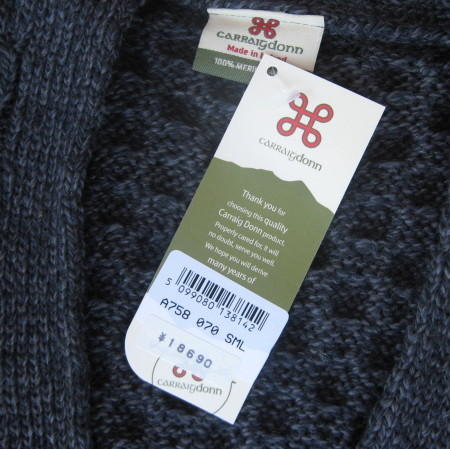 CARRAIGDONN
Made in
100% MERI
CARRAIGDONN
Thank you for
choosing this quality
Carraig Donn product.
Properly cared for, it will
no doubt, serve you well.
We hope you will derive
many years of
5 099080 138142
A758 070 SML
¥18690
CARRAIGDONN